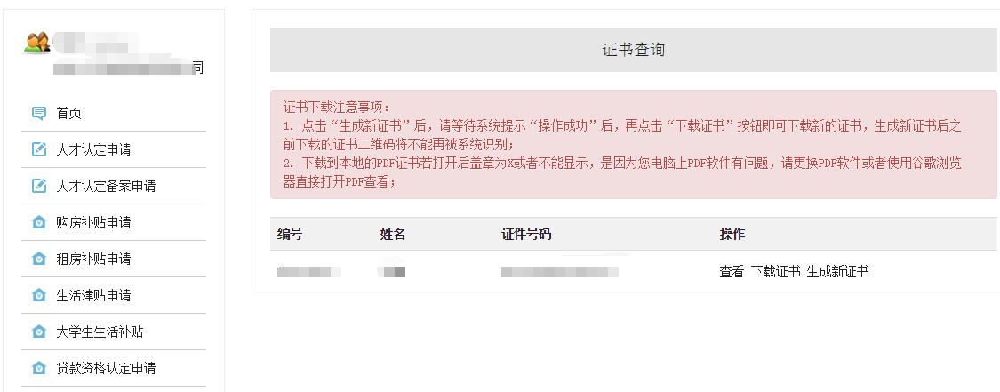 同
首页
人才认定申请
人才认定备案申请
购房补贴申请
租房补贴申请
生活津贴申请
大学生生活补贴
贷款资格认定申请
证书查询
证书下载注意事项：
1. 点击“生成新证书”后，请等待系统提示“操作成功”后，再点击“下载证书”按钮即可下载新的证书，生成新证书后之
前下载的证书二维码将不能再被系统识别；
2. 下载到本地的PDF证书若打开后盖章为X或者不能显示，是因为您电脑上PDF软件有问题，请更换PDF软件或者使用谷歌浏览
器直接打开PDF查看；
编号 姓名 证件号码 操作
查看 下载证书 生成新证书